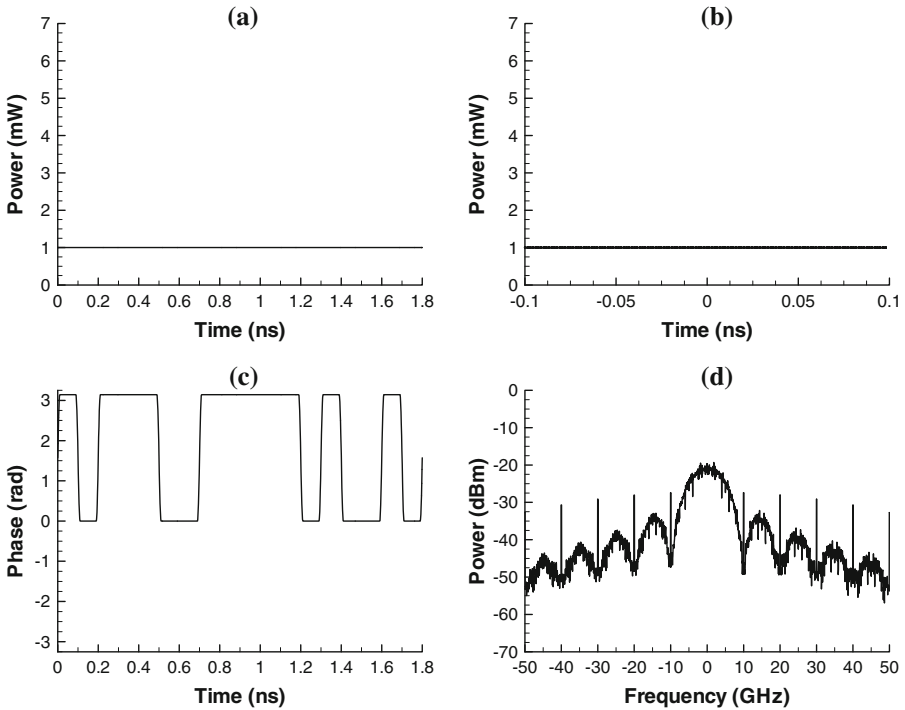 (a)
Power (mW)
7
6
5
4
3
2
1
0
0 0.2 0.4 0.6 0.8 1 1.2 1.4 1.6 1.8
Time (ns)
(b)
Power (mW)
7
6
5
4
3
2
1
0
-0.1 -0.05 0 0.05 0.1
Time (ns)
(c)
Phase (rad)
3
2
1
0
-1
-2
-3
0 0.2 0.4 0.6 0.8 1 1.2 1.4 1.6 1.8
Time (ns)
(d)
Power (dBm)
0
-10
-20
-30
-40
-50
-60
-70
-50 -40 -30 -20 -10 0 10 20 30 40 50
Frequency (GHz)